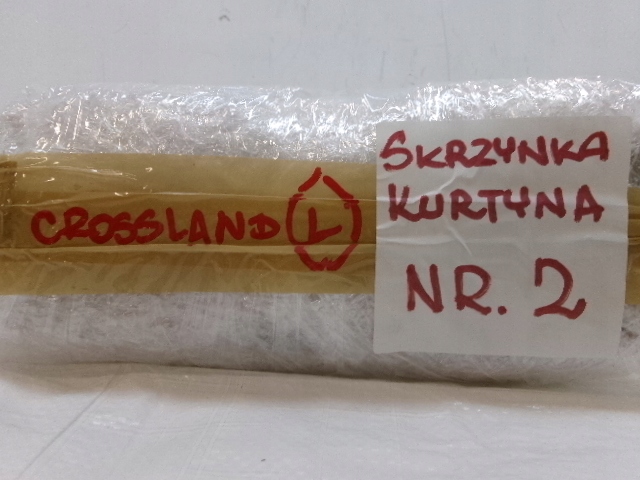 CROSSLAND L
SKRZYNKA
KURTYNA
NR. 2